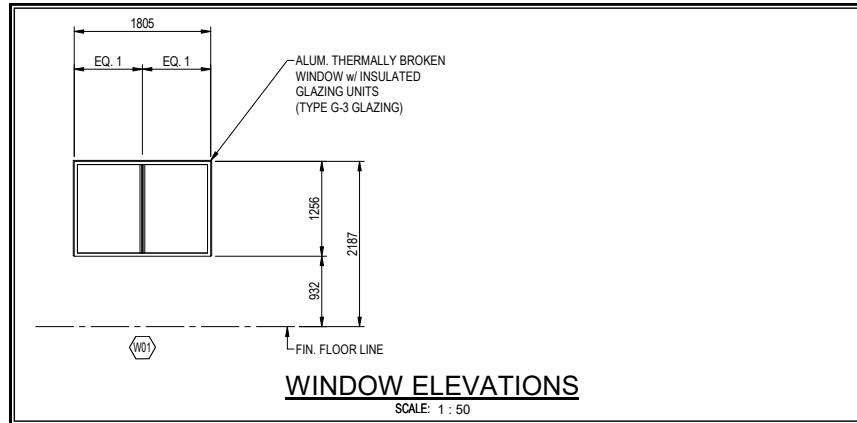 1805
EQ. 1 EQ. 1
ALUM. THERMALLY BROKEN
WINDOW w/ INSULATED
GLAZING UNITS
(TYPE G-3 GLAZING)
1256
2187
932
W01
FIN. FLOOR LINE
WINDOW ELEVATIONS
SCALE: 1 : 50